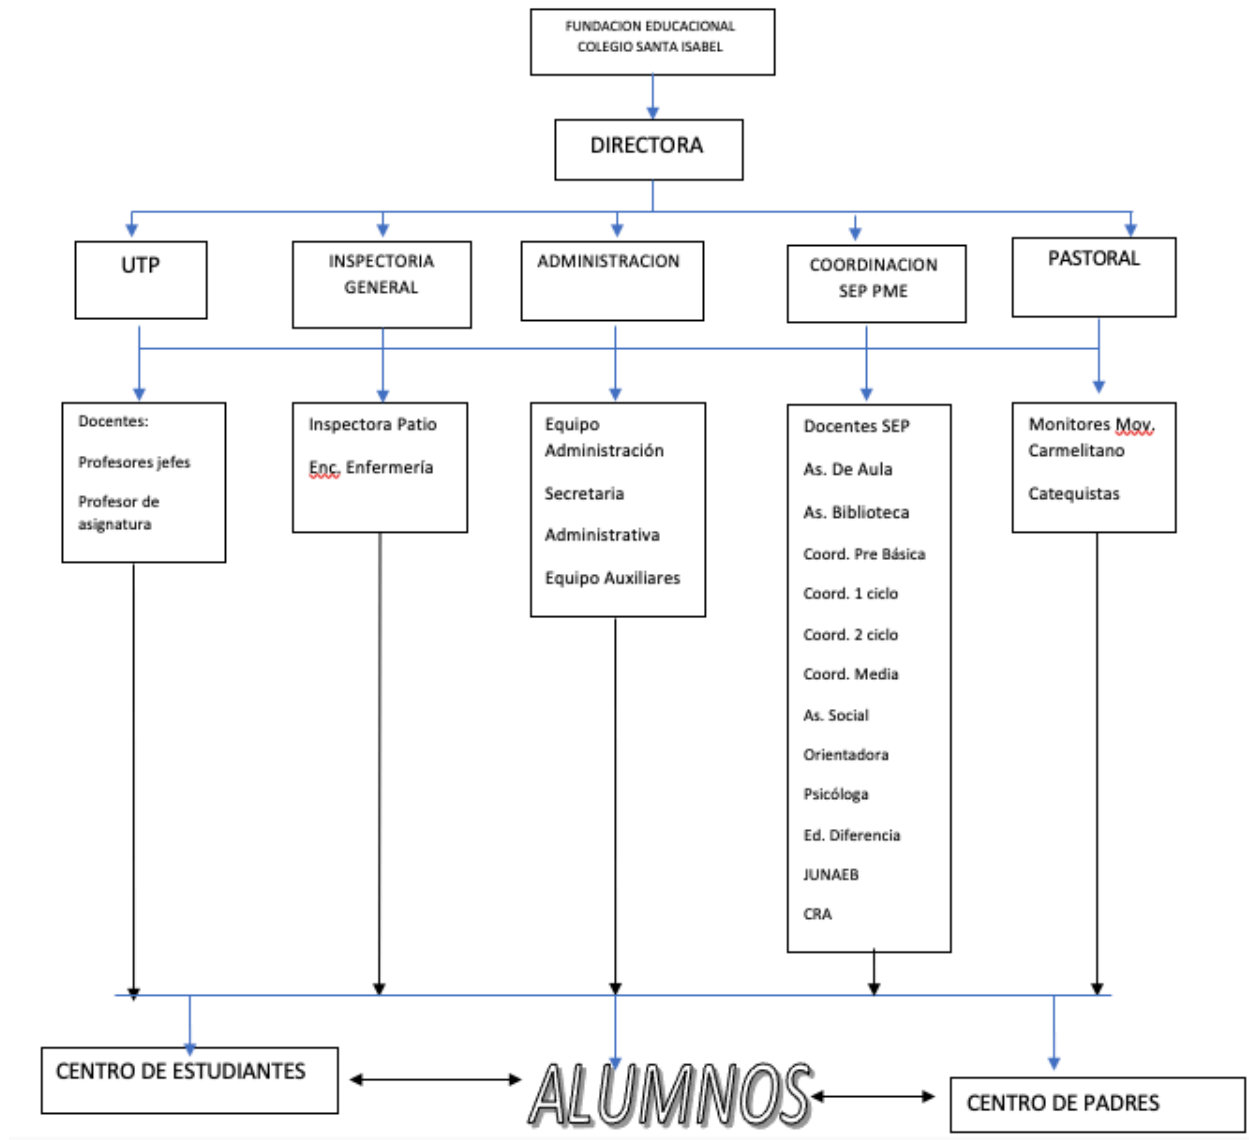 FUNDACION EDUCACIONAL
COLEGIO SANTA ISABEL
DIRECTORA
UTP
INSPECTORIA
GENERAL
ADMINISTRACION
COORDINACION
SEP PME
PASTORAL
Docentes:
Profesores jefes
Profesor de
asignatura
Inspectora Patio
Enc. Enfermería
Equipo
Administración
Secretaria
Administrativa
Equipo Auxiliares
Docentes SEP
As. De Aula
As. Biblioteca
Coord. Pre Básica
Coord. 1 ciclo
Coord. 2 ciclo
Coord. Media
As. Social
Orientadora
Psicóloga
Ed. Diferencia
JUNAEB
CRA
Monitores Mov.
Carmelitano
Catequistas
CENTRO DE ESTUDIANTES
ALUMNOS
CENTRO DE PADRES